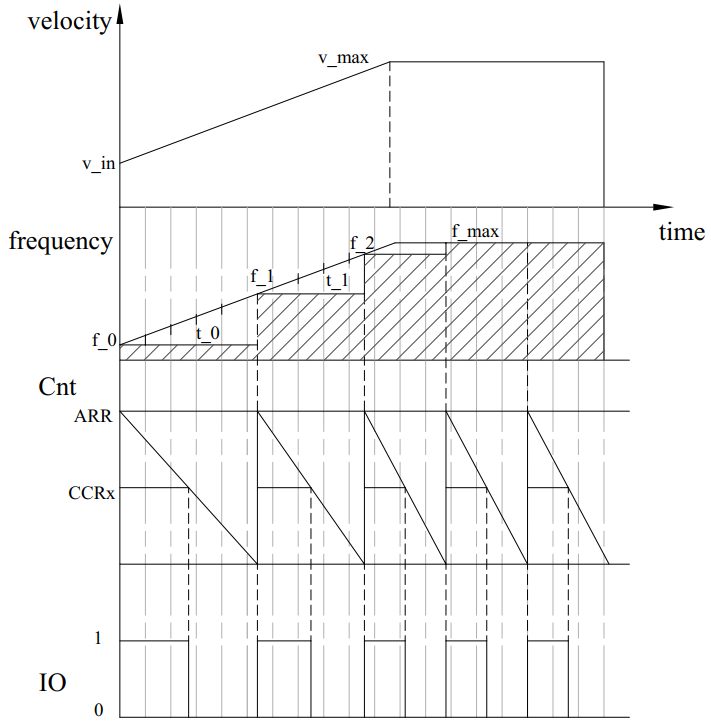 velocity
v_max
v_in
time
frequency
f_max
f_2
f_1
t_1
t_0
f_0
Cnt
ARR
CCRx
1
IO
0